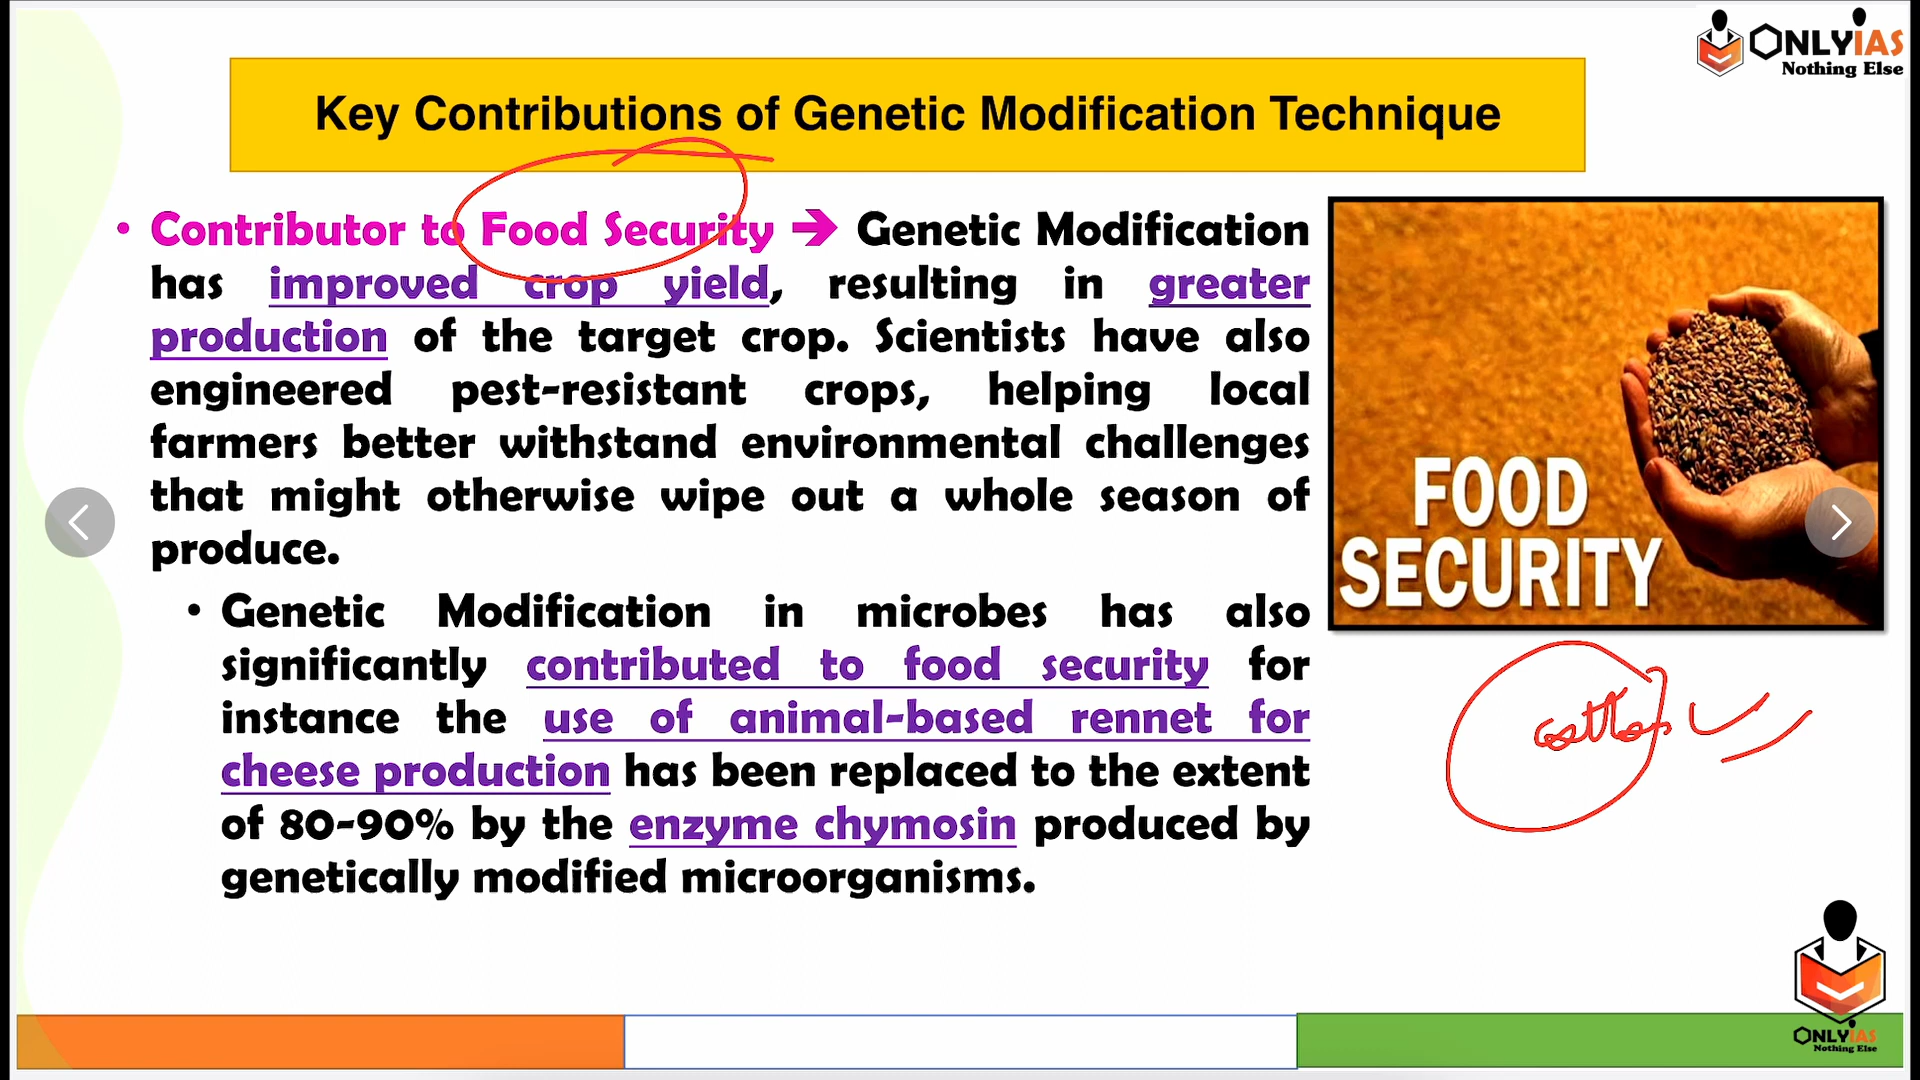 ONLYIAS
Nothing Else
Key Contributions of Genetic Modification Technique
• Contributor to Food Security ➔ Genetic Modification
has improved crop yield, resulting in greater
production of the target crop. Scientists have also
engineered pest-resistant crops, helping local
farmers better withstand environmental challenges
that might otherwise wipe out a whole season of
produce.
• Genetic Modification in microbes has also
significantly contributed to food security for
instance the use of animal-based rennet for
cheese production has been replaced to the extent
of 80-90% by the enzyme chymosin produced by
genetically modified microorganisms.
FOOD
SECURITY
ONLYIAS
Nothing Else